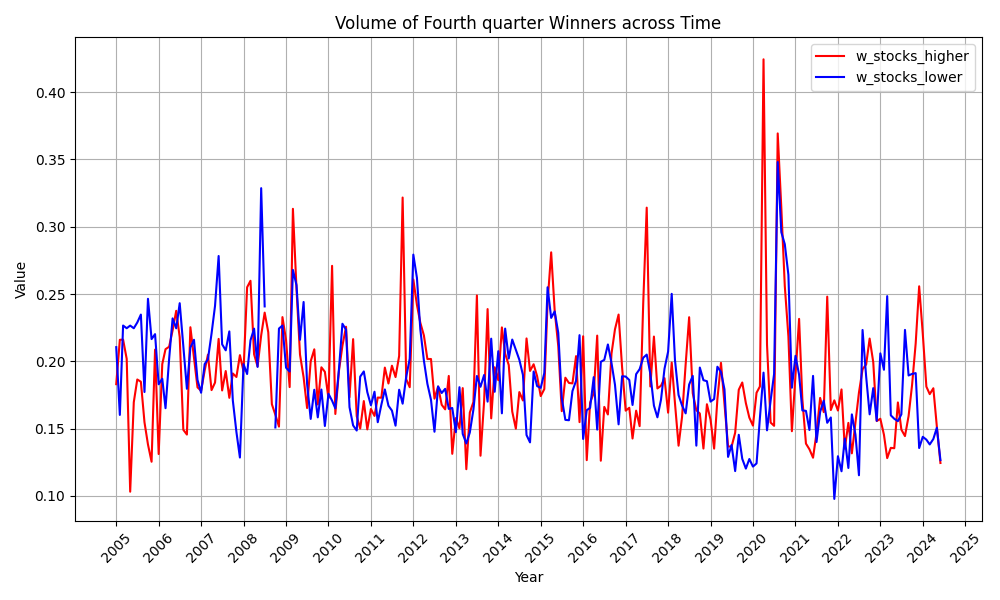 Volume of Fourth quarter Winners across Time
w_stocks_higher
w_stocks_lower
Value
0.40
0.35
0.30
0.25
0.20
0.15
0.10
2005 2006 2007 2008 2009 2010 2011 2012 2013 2014 2015 2016 2017 2018 2019 2020 2021 2022 2023 2024 2025
Year